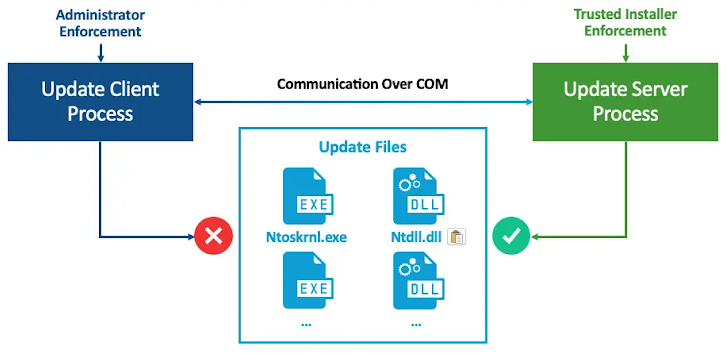 Administrator
Enforcement
Trusted Installer
Enforcement
Update Client
Process
Communication Over COM
Update Server
Process
Update Files
EXE
DLL
Ntoskrnl.exe
Ntdll.dll
EXE
DLL
...
...